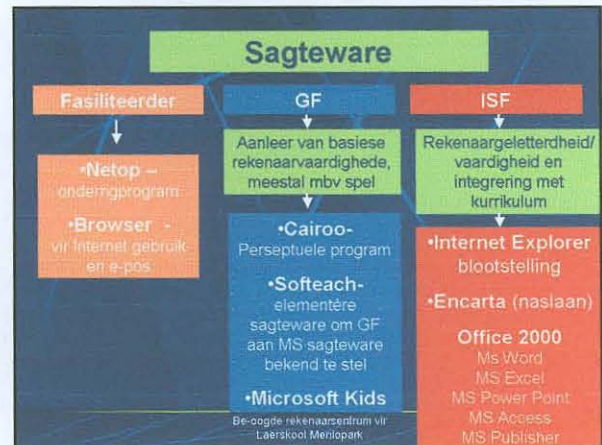 Sagteware
Fasiliteerder
•Netop –
onderrigprogram
•Browser -
vir Internet gebruik
en e-pos.
GF
Aanleer van basiese
rekenaarvaardighede,
meestal mbv spel
•Cairoo-
Perseptuele program
•Softeach-
elementêre
sagteware om GF
aan MS sagteware
bekend te stel
•Microsoft Kids
ISF
Rekenaargeletterdheid/
vaardigheid en
integrering met
kurrikulum
•Internet Explorer
blootstelling
•Encarta (naslaan)
Office 2000
Ms Word
MS Excel
MS Power Point
MS Access
MS Publisher
Be-oogde rekenaarsentrum vir
Laerskool Menlopark